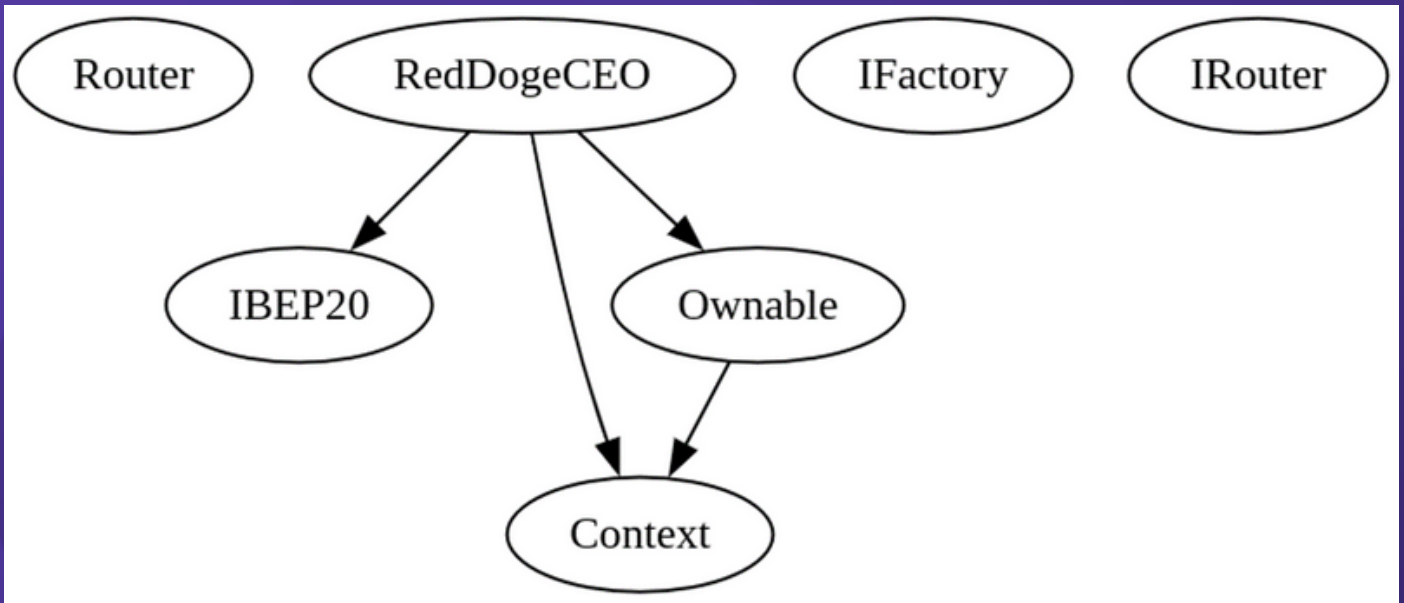 Router
RedDogeCEO
IFactory
IRouter
IBEP20
Ownable
Context